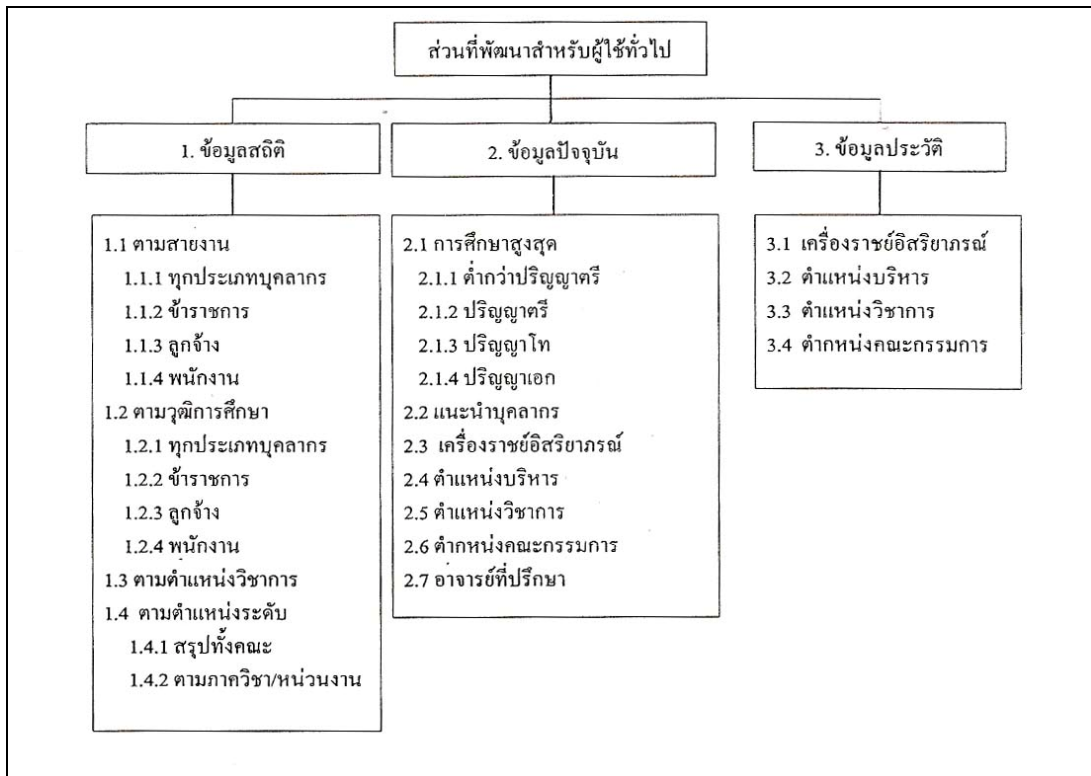 ส่วนที่พัฒนาสำหรับผู้ใช้ทั่วไป
1. ข้อมูลสถิติ
2. ข้อมูลปัจจุบัน
3. ข้อมูลประวัติ
1.1 ตามสายงาน
1.1.1 ทุกประเภทบุคลากร
1.1.2 ข้าราชการ
1.1.3 ลูกจ้าง
1.1.4 พนักงาน
1.2 ตามวุฒิการศึกษา
1.2.1 ทุกประเภทบุคลากร
1.2.2 ข้าราชการ
1.2.3 ลูกจ้าง
1.2.4 พนักงาน
1.3 ตามตำแหน่งวิชาการ
1.4 ตามตำแหน่งระดับ
1.4.1 สรุปทั้งคณะ
1.4.2 ตามภาควิชา/หน่วนงาน
2.1 การศึกษาสูงสุด
2.1.1 ต่ำกว่าปริญญาตรี
2.1.2 ปริญญาตรี
2.1.3 ปริญญาโท
2.1.4 ปริญญาเอก
2.2 แนะนำบุคลากร
2.3 เครื่องราชย์อิสริยาภรณ์
2.4 ตำแหน่งบริหาร
2.5 ตำแหน่งวิชาการ
2.6 ตำกหน่งคณะกรรมการ
2.7 อาจารย์ที่ปรึกษา
3.1 เครื่องราชย์อิสริยาภรณ์
3.2 ตำแหน่งบริหาร
3.3 ตำแหน่งวิชาการ
3.4 ตำกหน่งคณะกรรมการ